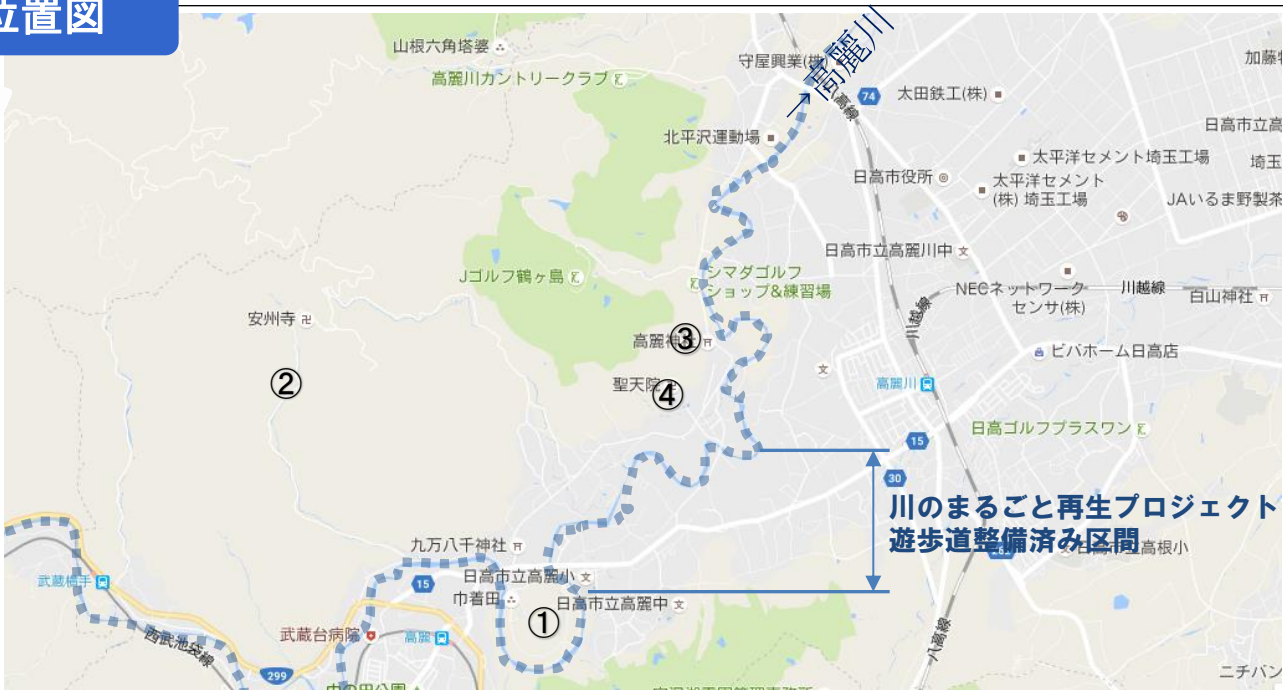 位置図
山根六角塔婆
高麗川カントリークラブ
守屋興業(株)
→高麗川
八高線
74
太田鉄工(株)
加藤
北平沢運動場
日高市立高
太平洋セメント埼玉工場
埼玉
日高市役所
太平洋セメント
(株) 埼玉工場
JAいるま野製茶
日高市立高麗川中
シマダゴルフ
ショップ&練習場
Jゴルフ鶴ヶ島
NECネットワーク
センサ(株)
川越線
白山神社
安州寺
川越線
高麗神社
③
ビバホーム日高店
②
聖天院
④
高麗川
日高ゴルフプラスワン
15
30
川のまるごと再生プロジェクト
遊歩道整備済み区間
日高市立高根小
九万八千神社
武蔵横手
15
日高市立高麗小
巾着田
日高市立高麗中
①
武蔵台病院
高麗
西武池袋線
八高線
299
ニチバン